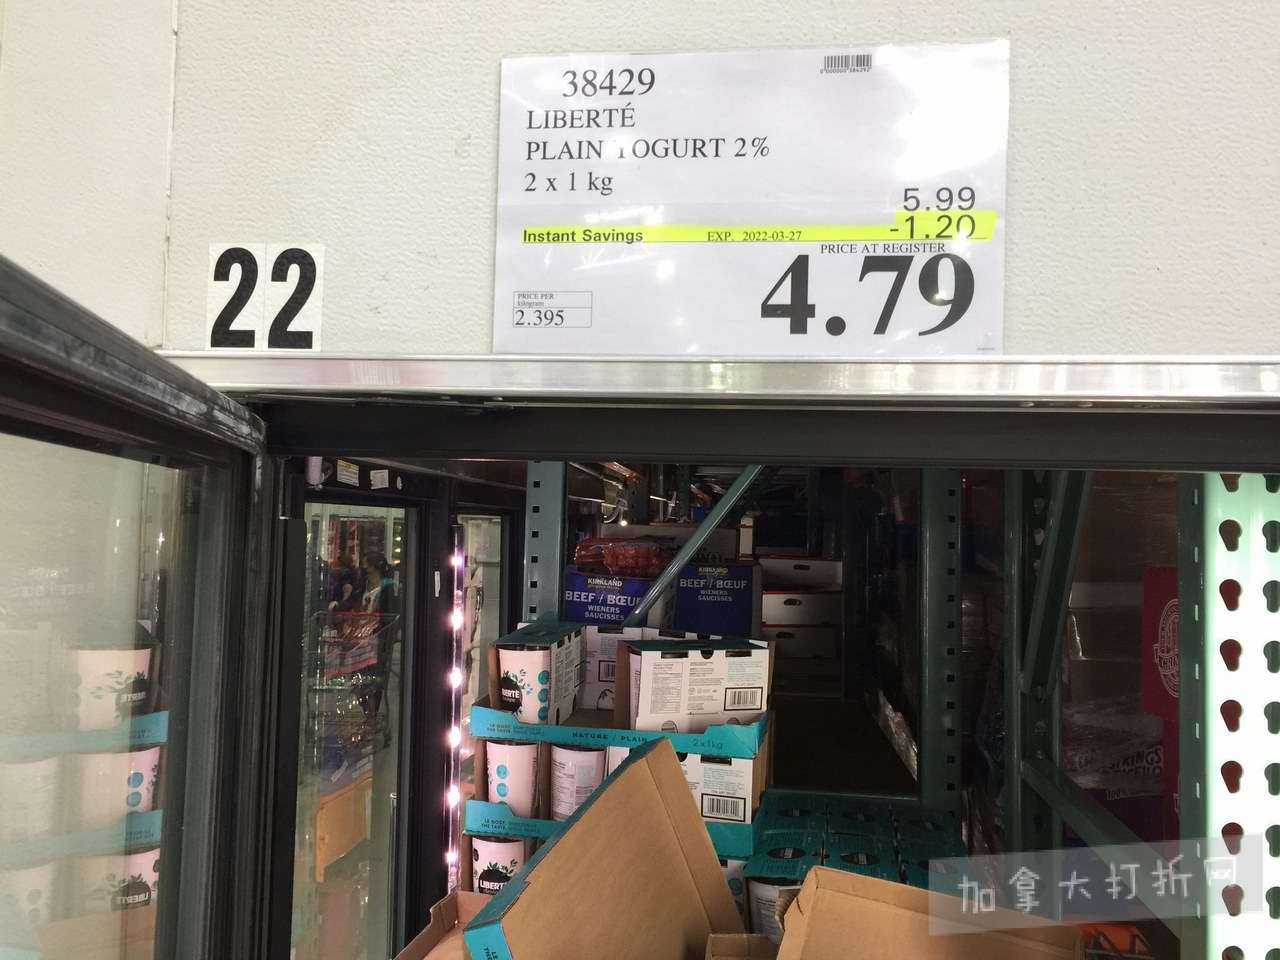 38429
LIBERTÉ
PLAIN YOGURT 2%
2 x 1 kg
5.99
Instant Savings EXP. 2022-03-27 -1.20
PRICE AT REGISTER
4.79
PRICE PER
kilogram
2.395
22
KIRKLAND
BEEF / BŒUF
WIENERS
SAUCISSES
KIRKLAND
BEEF / BŒUF
WIENERS
SAUCISSES
NATURE / PLAIN 2x1kg
LIBERTÉ
加拿大打折网